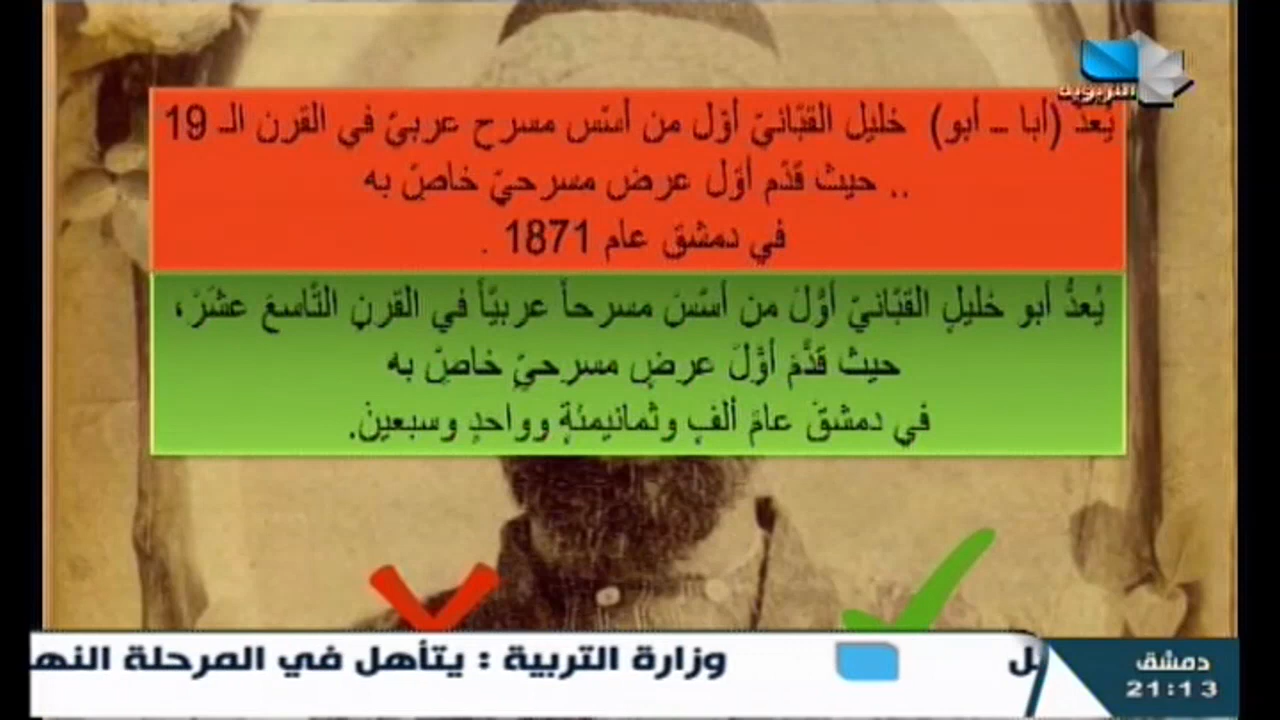 التربوية
يُعدُّ (أبا – أبو) خليل القبّانيّ أوّل من أسّس مسرح عربيّ في القرن الـ 19
.. حيث قدّم أوّل عرض مسرحيّ خاصّ به
في دمشق عام 1871 .
يُعدُّ أبو خليلٍ القبّانيّ أوَّلَ من أسَّسَ مسرحاً عربيَّاً في القرنِ التَّاسعَ عشَرَ،
حيث قدَّمَ أوَّلَ عرضٍ مسرحيٍّ خاصٍّ به
في دمشقَ عامَ ألفٍ وثمانيمئةٍ وواحدٍ وسبعينَ.
ل وزارة التربية : يتأهل في المرحلة النه
دمشق
21:13